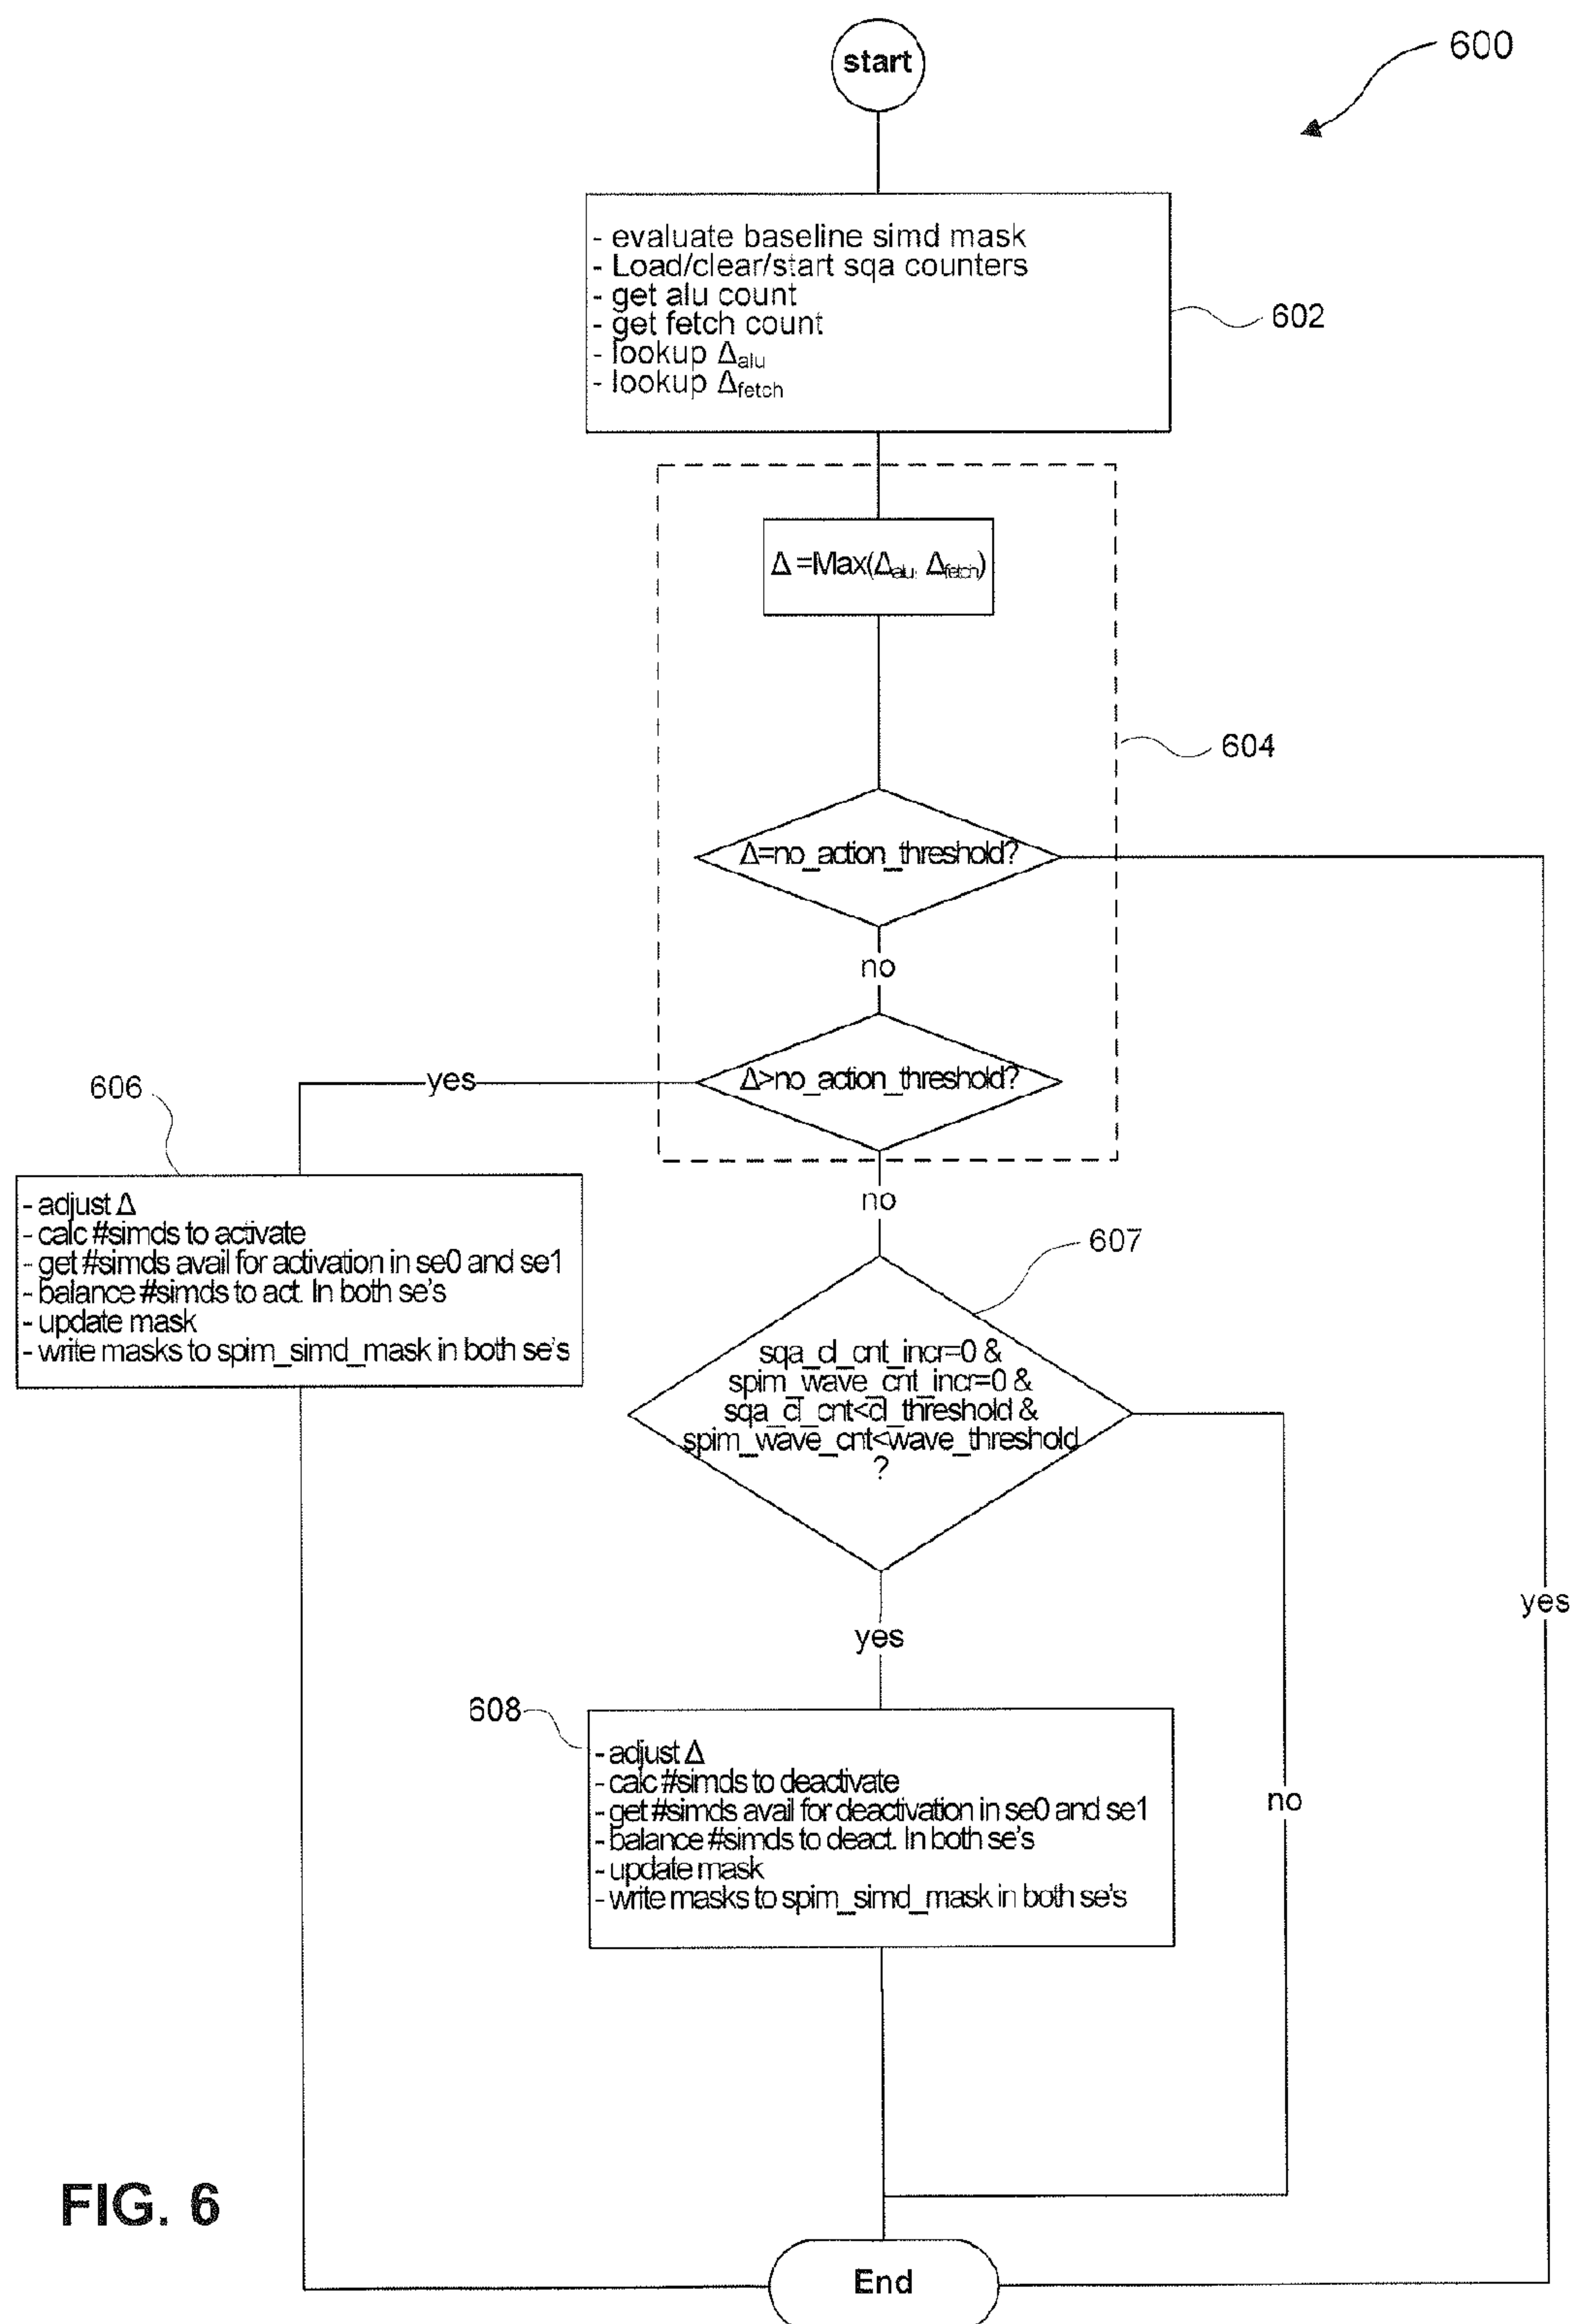 start
600
- evaluate baseline simd mask
- Load/clear/start sqa counters
- get alu count
- get fetch count
- lookup Δalu
- lookup Δfetch
602
Δ =Max(Δalu, Δfetch)
604
Δ=no_action_threshold?
no
Δ>no_action_threshold?
yes
606
- adjust Δ
- calc #simds to activate
- get #simds avail for activation in se0 and se1
- balance #simds to act. In both se's
- update mask
- write masks to spim_simd_mask in both se's
no
607
sqa_cl_cnt_incr=0 &
spim_wave_cnt_incr=0 &
sqa_cl_cnt<cl_threshold &
spim_wave_cnt<wave_threshold
?
yes
yes
608
- adjust Δ
- calc #simds to deactivate
- get #simds avail for deactivation in se0 and se1
- balance #simds to deact. In both se's
- update mask
- write masks to spim_simd_mask in both se's
no
FIG. 6
End